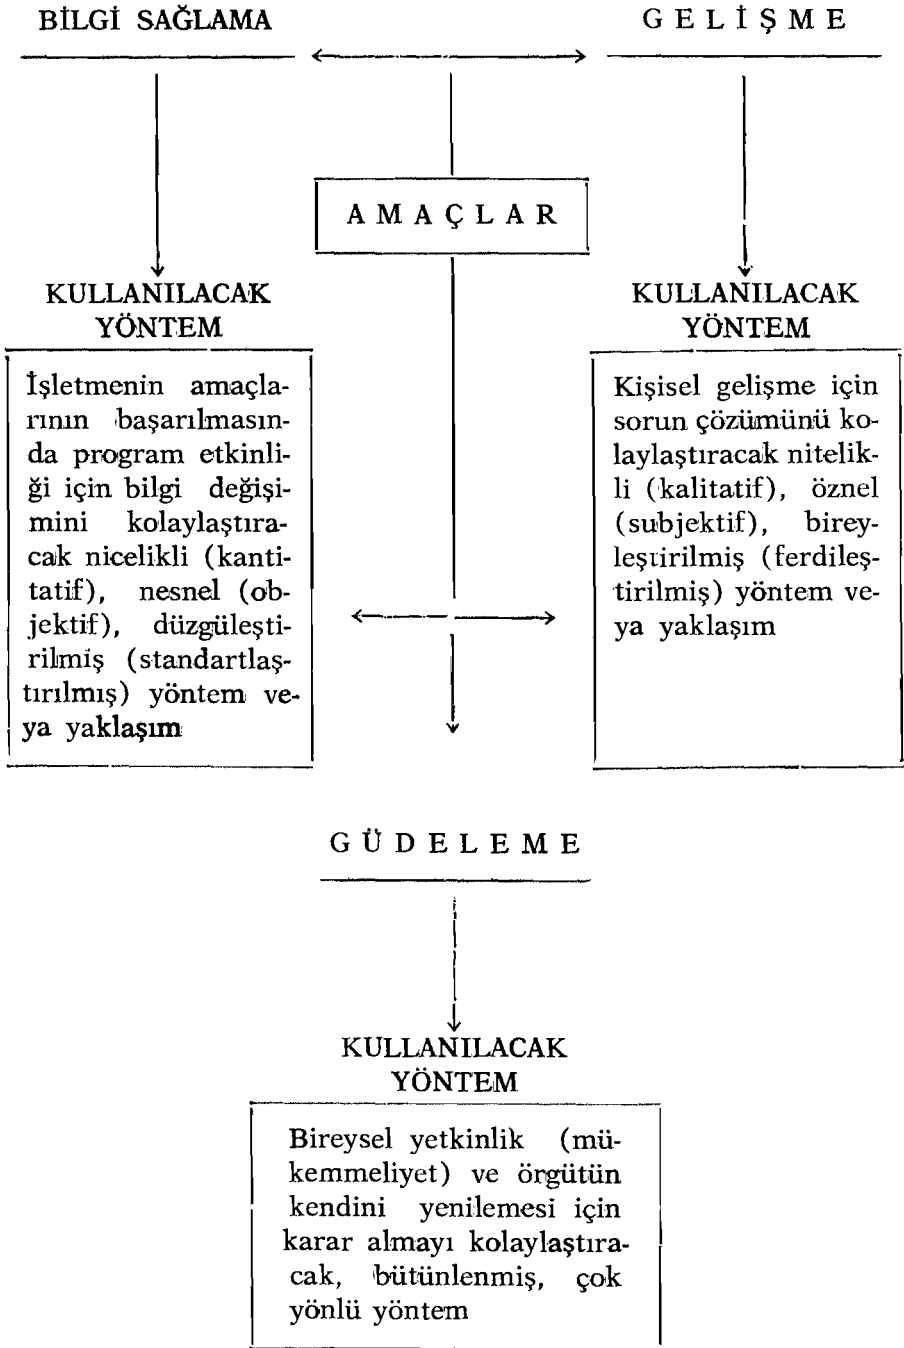 BİLGİ SAĞLAMA
G E L İ Ş M E
A M A Ç L A R
KULLANILACAK
YÖNTEM
İşletmenin amaçla-
rının başarılmasın-
da program etkinli-
ği için bilgi değişi-
mini kolaylaştıra-
cak nicelikli (kanti-
tatif), nesnel (ob-
jektif), düzgüleşti-
rilmiş (standartlaş-
tırılmış) yöntem ve-
ya yaklaşım
KULLANILACAK
YÖNTEM
Kişisel gelişme için
sorun çözümünü ko-
laylaştıracak nitelik-
li (kalitatif), öznel
(subjektif), birey-
leştirilmiş (ferdileş-
tirilmiş) yöntem ve-
ya yaklaşım
G Ü D E L E M E
KULLANILACAK
YÖNTEM
Bireysel yetkinlik (mü-
kemmeliyet) ve örgütün
kendini yenilemesi için
karar almayı kolaylaştıra-
cak, bütünlenmiş, çok
yönlü yöntem